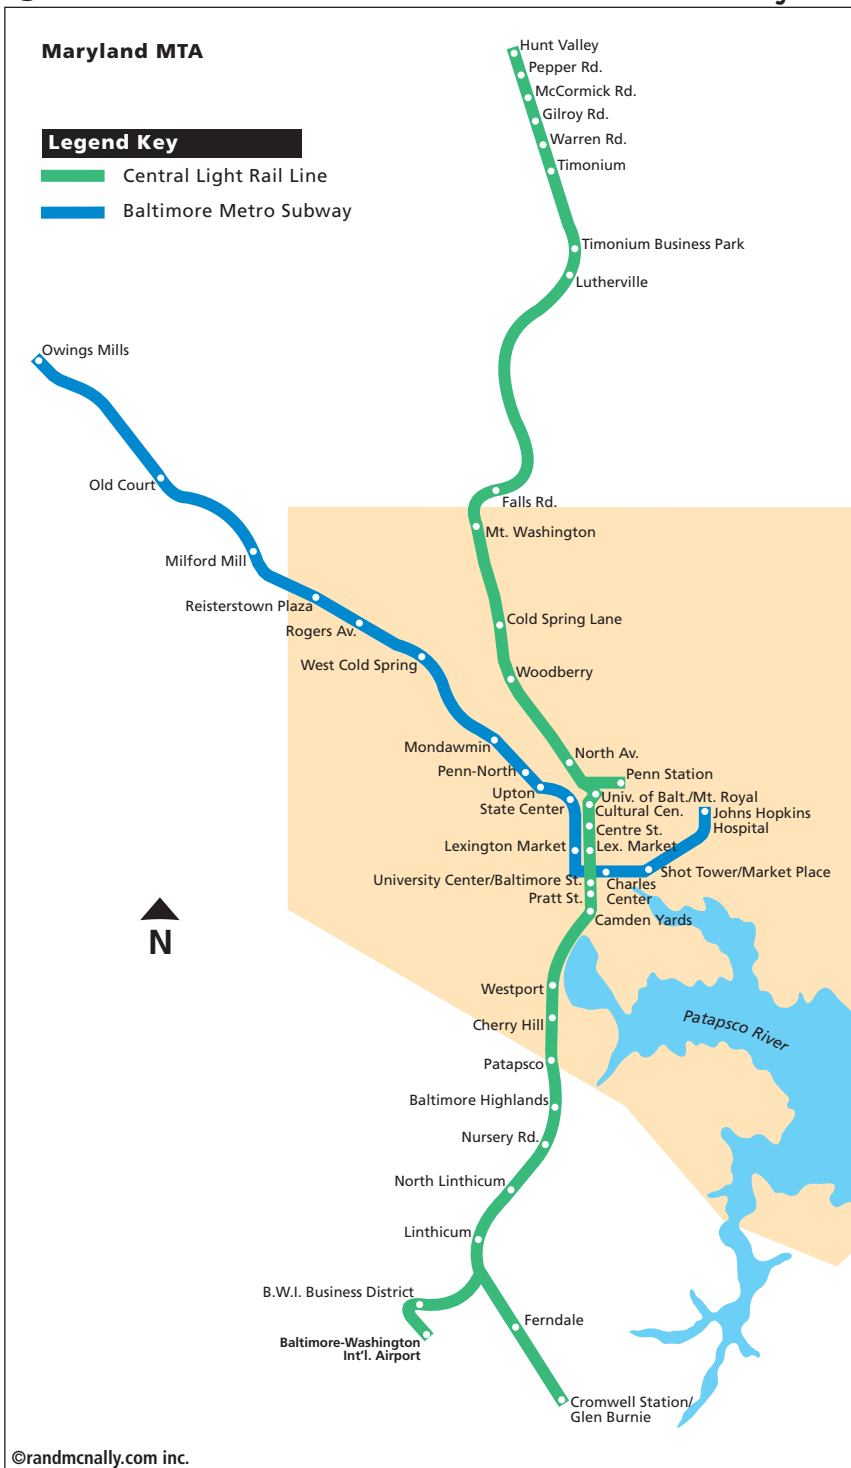 Maryland MTA
Legend Key
Central Light Rail Line
Baltimore Metro Subway
Hunt Valley
Pepper Rd.
McCormick Rd.
Gilroy Rd.
Warren Rd.
Timonium
Timonium Business Park
Lutherville
Owings Mills
Old Court
Falls Rd.
Mt. Washington
Milford Mill
Reisterstown Plaza
Rogers Av.
Cold Spring Lane
West Cold Spring
Woodberry
Mondawmin
North Av.
Penn-North
Penn Station
Upton
Univ. of Balt./Mt. Royal
State Center
Cultural Cen.
Johns Hopkins
Hospital
Centre St.
Lexington Market
Lex. Market
Shot Tower/Market Place
University Center/Baltimore St.
Charles
Center
Pratt St.
Camden Yards
N
Westport
Patapsco River
Cherry Hill
Patapsco
Baltimore Highlands
Nursery Rd.
North Linthicum
Linthicum
B.W.I. Business District
Ferndale
Baltimore-Washington
Int'l. Airport
Cromwell Station/
Glen Burnie
©randmcnally.com inc.